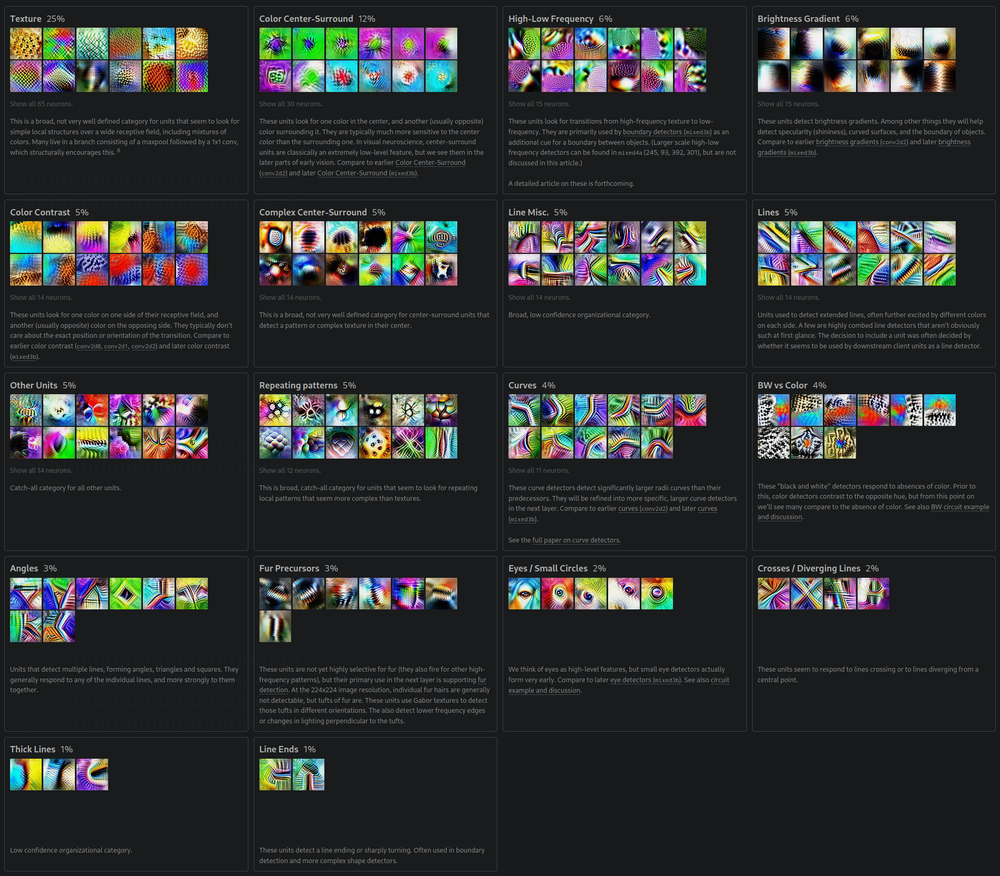 Texture 25%
Show all 65 neurons.
This is a broad, not very well defined category for units that seem to look for
simple local structures over a wide receptive field, including mixtures of
colors. Many live in a branch consisting of a maxpool followed by a 1x1 conv,
which structurally encourages this.
Color Center-Surround 12%
Show all 30 neurons.
These units look for one color in the center, and another (usually opposite)
color surrounding it. They are typically much more sensitive to the center
color than the surrounding one. In visual neuroscience, center-surround
units are classically an extremely low-level feature, but we see them in the
later parts of early vision. Compare to earlier Color Center-Surround
(conv2d2) and later Color Center-Surround (mixed3b).
High-Low Frequency 6%
Show all 15 neurons.
These units look for transitions from high-frequency texture to low-
frequency. They are primarily used by boundary detectors (mixed3b) as an
additional cue for a boundary between objects. (Larger scale high-low
frequency detectors can be found in mixed4a (245, 93, 392, 301), but are not
discussed in this article.)
A detailed article on these is forthcoming.
Brightness Gradient 6%
Show all 15 neurons.
These units detect brightness gradients. Among other things they will help
detect specularity (shininess), curved surfaces, and the boundary of objects.
Compare to earlier brightness gradients (conv2d2) and later brightness
gradients (mixed3b).
Color Contrast 5%
Show all 14 neurons.
These units look for one color on one side of their receptive field, and
another (usually opposite) color on the opposing side. They typically don't
care about the exact position or orientation of the transition. Compare to
earlier color contrast (conv2d0, conv2d1, conv2d2) and later color contrast
(mixed3b).
Complex Center-Surround 5%
Show all 14 neurons.
This is a broad, not very well defined category for center-surround units that
detect a pattern or complex texture in their center.
Line Misc. 5%
Show all 14 neurons.
Broad, low confidence organizational category.
Lines 5%
Show all 14 neurons.
Units used to detect extended lines, often further excited by different colors
on each side. A few are highly combed line detectors that aren't obviously
such at first glance. The decision to include a unit was often decided by
whether it seems to be used by downstream client units as a line detector.
Other Units 5%
Show all 14 neurons.
Catch-all category for all other units.
Repeating patterns 5%
Show all 12 neurons.
This is broad, catch-all category for units that seem to look for repeating
local patterns that seem more complex than textures.
Curves 4%
Show all 11 neurons.
These curve detectors detect significantly larger radii curves than their
predecessors. They will be refined into more specific, larger curve detectors
in the next layer. Compare to earlier curves (conv2d2) and later curves
(mixed3b).
See the full paper on curve detectors.
BW vs Color 4%
These "black and white" detectors respond to absences of color. Prior to
this, color detectors contrast to the opposite hue, but from this point on
we'll see many compare to the absence of color. See also BW circuit example
and discussion.
Angles 3%
Units that detect multiple lines, forming angles, triangles and squares. They
generally respond to any of the individual lines, and more strongly to them
together.
Fur Precursors 3%
These units are not yet highly selective for fur (they also fire for other high-
frequency patterns), but their primary use in the next layer is supporting fur
detection. At the 224x224 image resolution, individual fur hairs are generally
not detectable, but tufts of fur are. These units use Gabor textures to detect
those tufts in different orientations. The also detect lower frequency edges
or changes in lighting perpendicular to the tufts.
Eyes / Small Circles 2%
We think of eyes as high-level features, but small eye detectors actually
form very early. Compare to later eye detectors (mixed3b). See also circuit
example and discussion.
Crosses / Diverging Lines 2%
These units seem to respond to lines crossing or to lines diverging from a
central point.
Thick Lines 1%
Low confidence organizational category.
Line Ends 1%
These units detect a line ending or sharply turning. Often used in boundary
detection and more complex shape detectors.